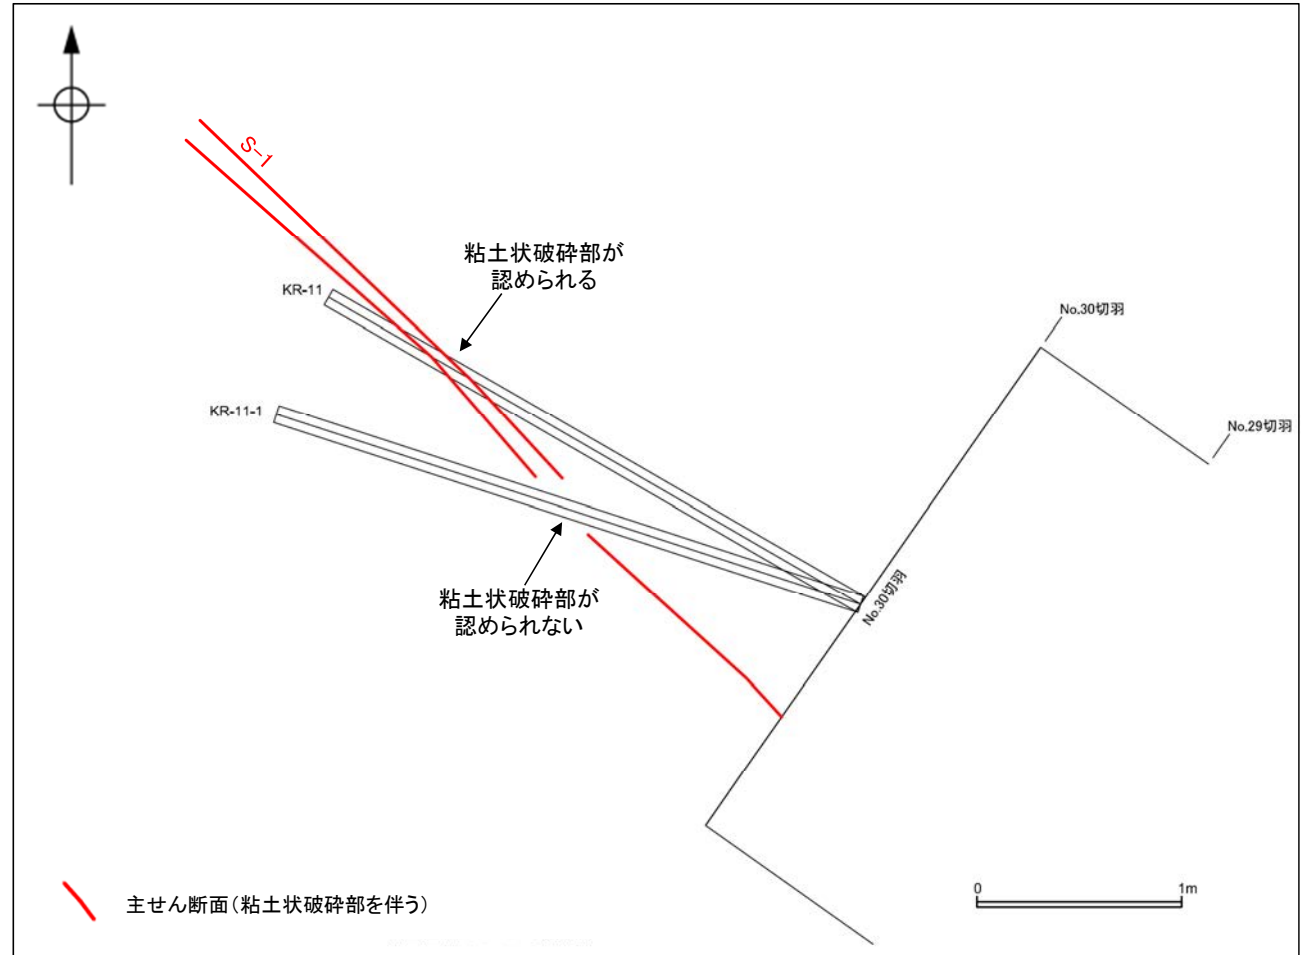 S-1
粘土状破砕部が
認められる
KR-11
No.30切羽
KR-11-1
No.29切羽
粘土状破砕部が
認められない
No.30切羽
0
1m
主せん断面(粘土状破砕部を伴う)